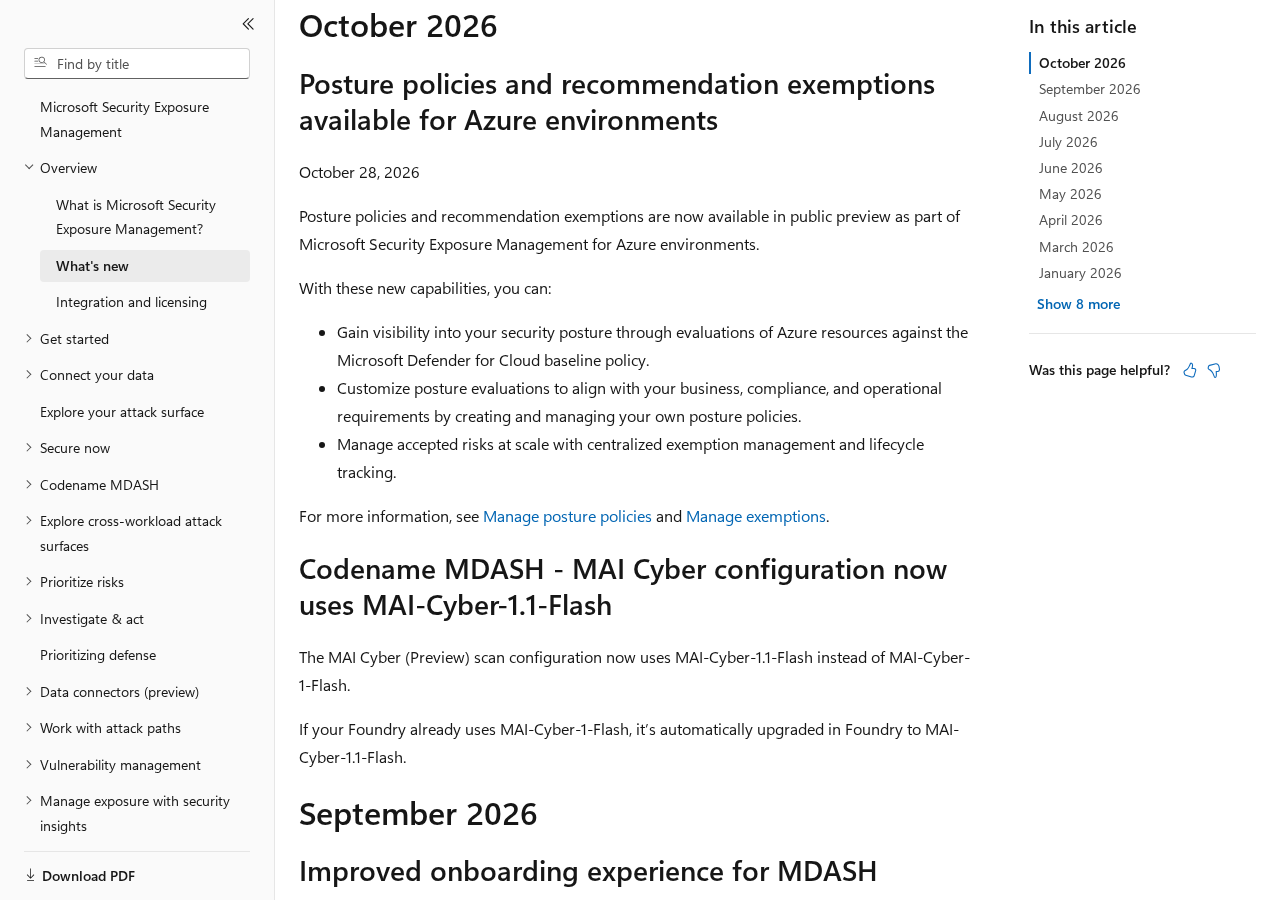 Find by title
Microsoft Security Exposure
Management
Overview
What is Microsoft Security
Exposure Management?
What's new
Integration and licensing
Get started
Connect your data
Explore your attack surface
Secure now
Codename MDASH
Explore cross-workload attack
surfaces
Prioritize risks
Investigate & act
Prioritizing defense
Data connectors (preview)
Work with attack paths
Vulnerability management
Manage exposure with security
insights
Download PDF
October 2026
Posture policies and recommendation exemptions
available for Azure environments
October 28, 2026
Posture policies and recommendation exemptions are now available in public preview as part of
Microsoft Security Exposure Management for Azure environments.
With these new capabilities, you can:
Gain visibility into your security posture through evaluations of Azure resources against the
Microsoft Defender for Cloud baseline policy.
Customize posture evaluations to align with your business, compliance, and operational
requirements by creating and managing your own posture policies.
Manage accepted risks at scale with centralized exemption management and lifecycle
tracking.
For more information, see Manage posture policies and Manage exemptions.
Codename MDASH - MAI Cyber configuration now
uses MAI-Cyber-1.1-Flash
The MAI Cyber (Preview) scan configuration now uses MAI-Cyber-1.1-Flash instead of MAI-Cyber-
1-Flash.
If your Foundry already uses MAI-Cyber-1-Flash, it’s automatically upgraded in Foundry to MAI-
Cyber-1.1-Flash.
September 2026
Improved onboarding experience for MDASH
In this article
October 2026
September 2026
August 2026
July 2026
June 2026
May 2026
April 2026
March 2026
January 2026
Show 8 more
Was this page helpful?